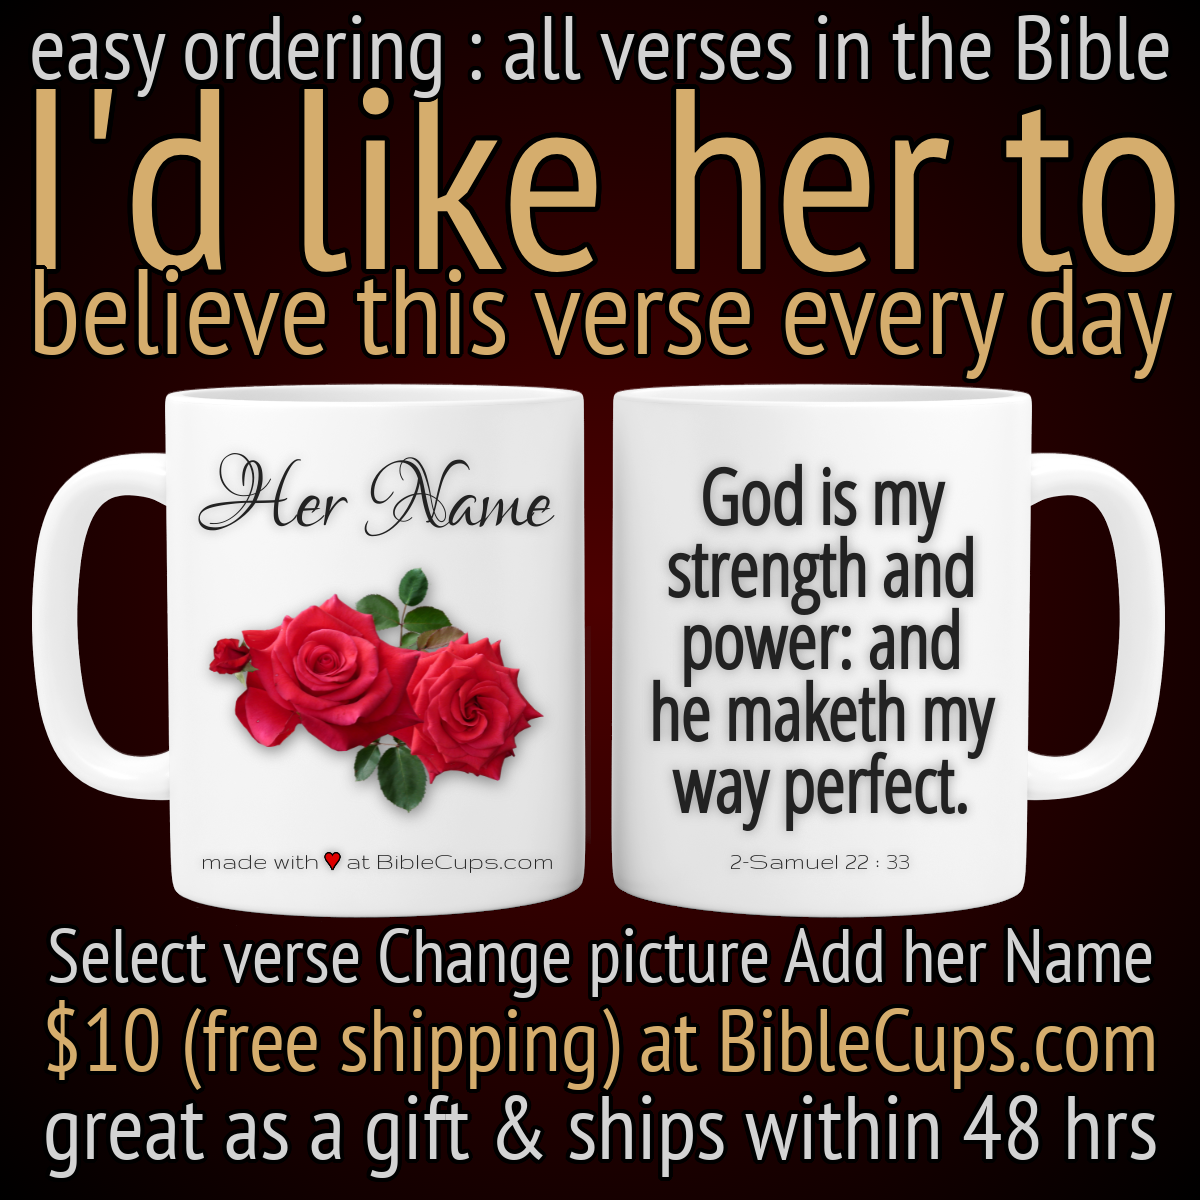 easy ordering : all verses in the Bible
I'd like her to
believe this verse every day
Her Name
made with ♥ at BibleCups.com
God is my
strength and
power: and
he maketh my
way perfect.
2-Samuel 22 : 33
Select verse Change picture Add her Name
$10 (free shipping) at BibleCups.com
great as a gift & ships within 48 hrs